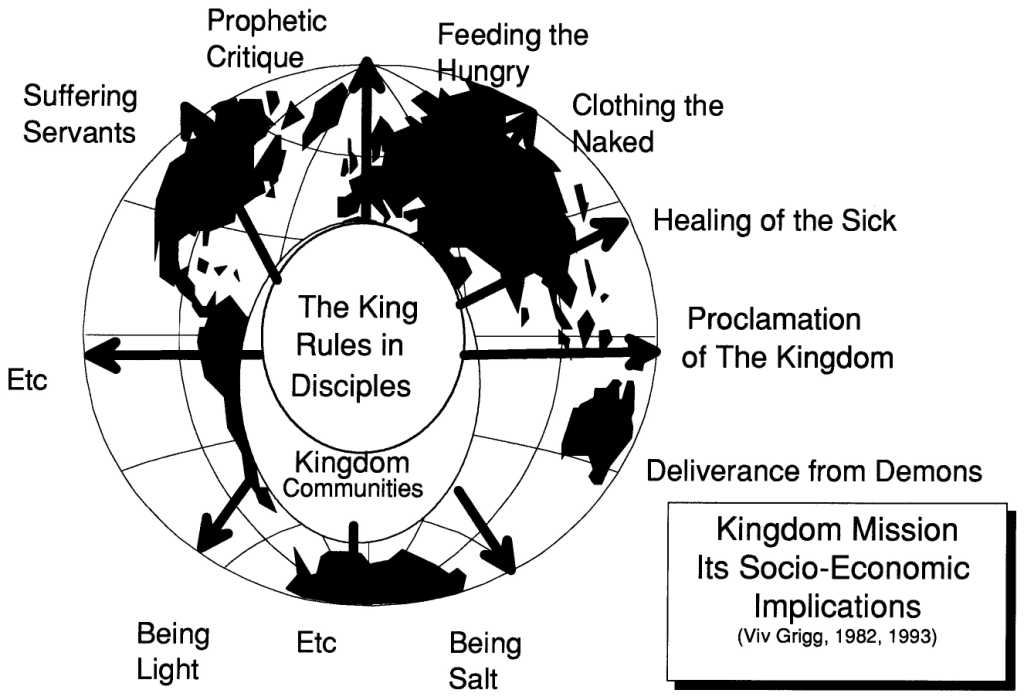 Prophetic
Critique
Feeding the
Hungry
Suffering
Servants
Clothing the
Naked
Healing of the Sick
The King
Rules in
Disciples
Proclamation
of The Kingdom
Etc
Kingdom
Communities
Deliverance from Demons
Kingdom Mission
Its Socio-Economic
Implications
(Viv Grigg, 1982, 1993)
Being
Light
Etc
Being
Salt